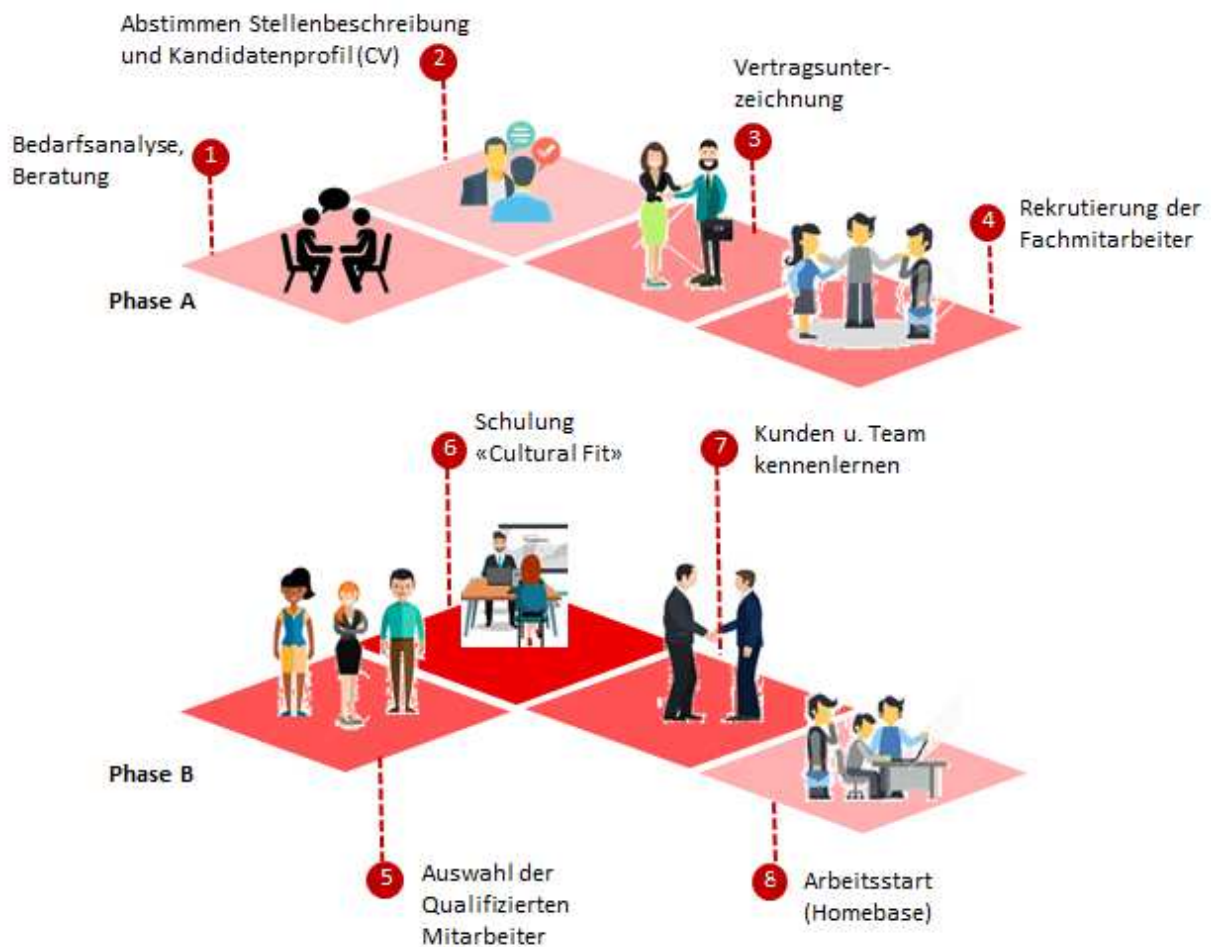 Abstimmen Stellenbeschreibung
und Kandidatenprofil (CV)
2
Vertragsunter-
zeichnung
3
Bedarfsanalyse,
Beratung
1
4
Rekrutierung der
Fachmitarbeiter
Phase A
6
Schulung
«Cultural Fit»
7
Kunden u. Team
kennenlernen
Phase B
5
Auswahl der
Qualifizierten
Mitarbeiter
8
Arbeitsstart
(Homebase)